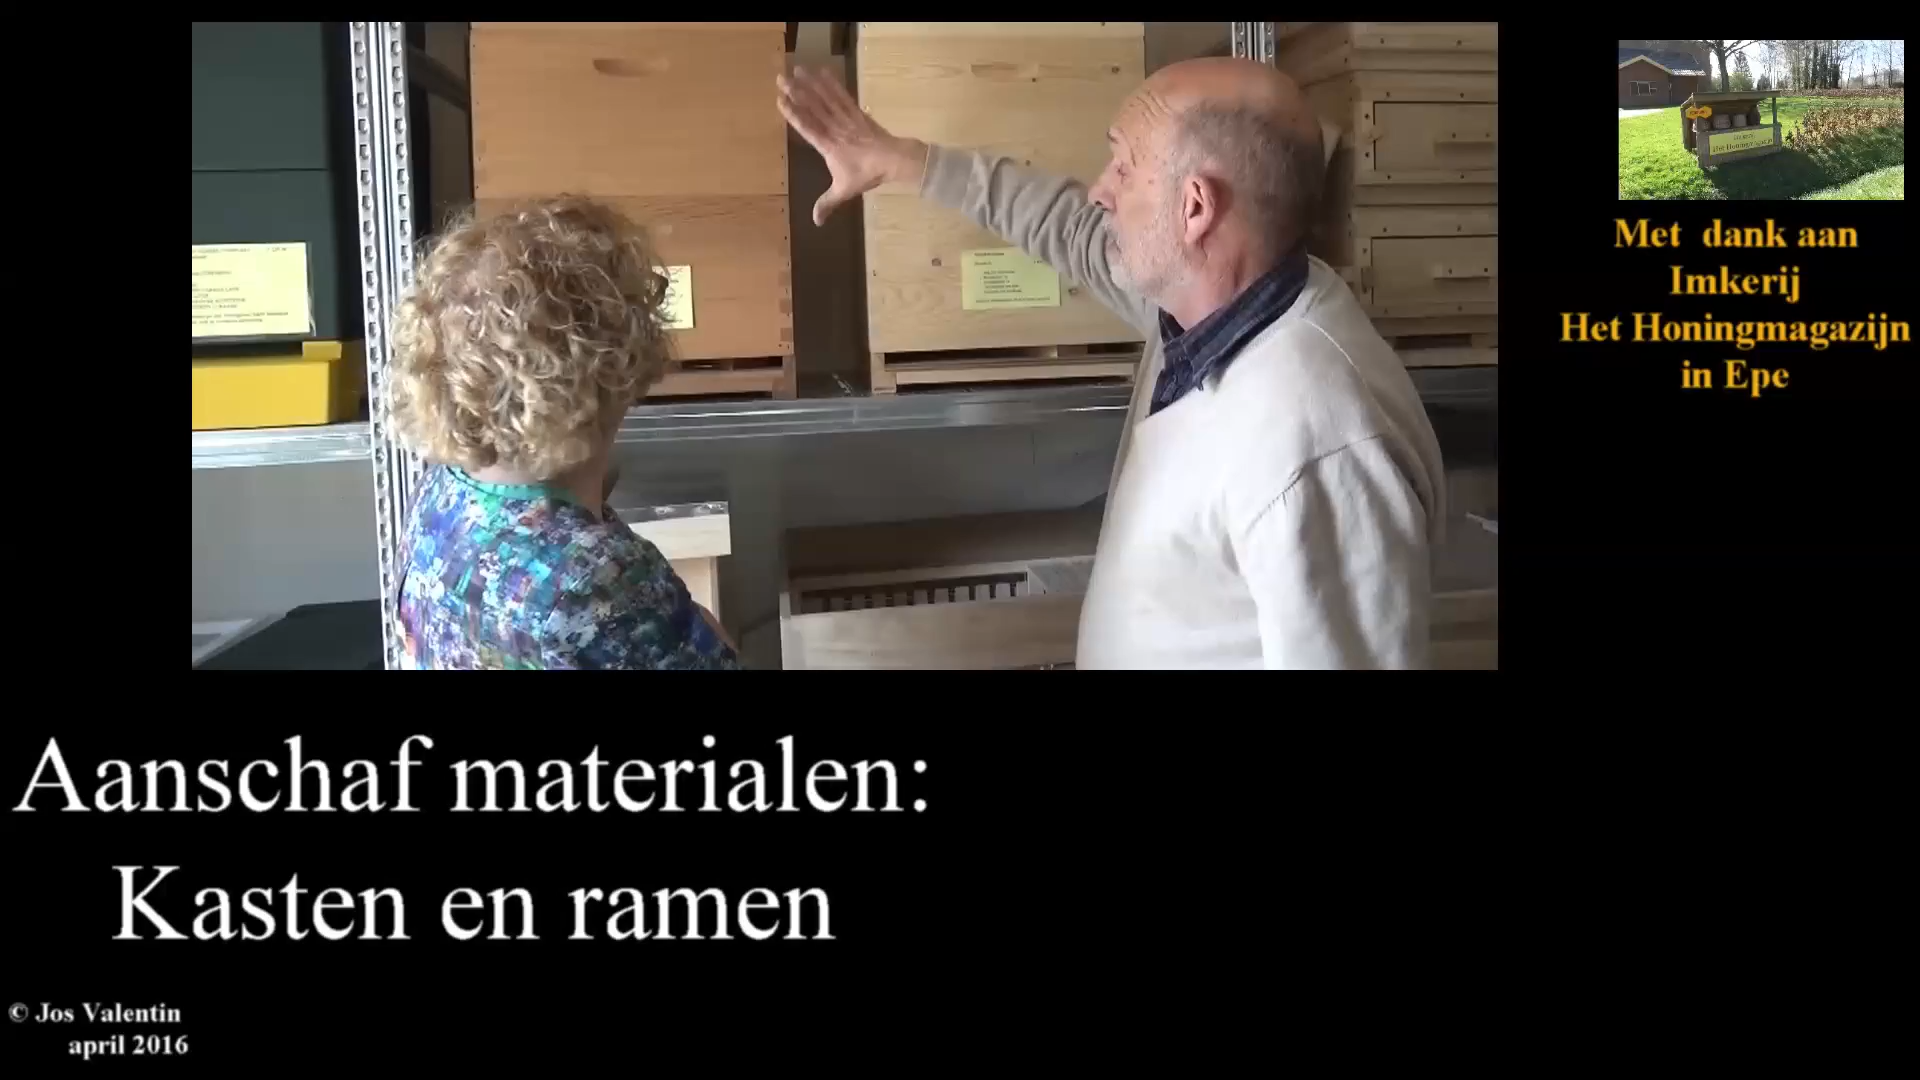 Met dank aan
Imkerij
Het Honingmagazijn
in Epe
Aanschaf materialen:
Kasten en ramen
© Jos Valentin
april 2016